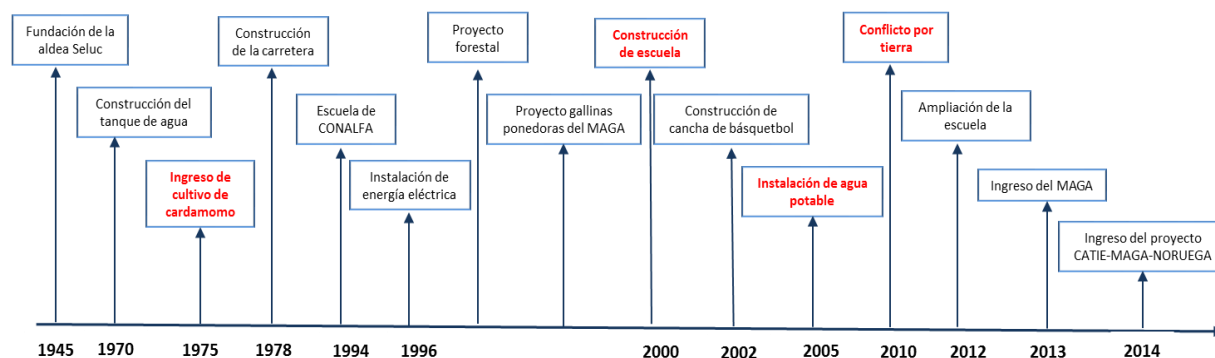 Fundación de la
aldea Seluc
Construcción del
tanque de agua
Ingreso de
cultivo de
cardamomo
Construcción
de la carretera
Escuela de
CONALFA
Instalación de
energía eléctrica
Proyecto
forestal
Proyecto gallinas
ponedoras del MAGA
Construcción
de escuela
Construcción de
cancha de básquetbol
Instalación de agua
potable
Conflicto por
tierra
Ampliación de la
escuela
Ingreso del MAGA
Ingreso del proyecto
CATIE-MAGA-NORUEGA
1945 1970 1975 1978 1994 1996 2000 2002 2005 2010 2012 2013 2014